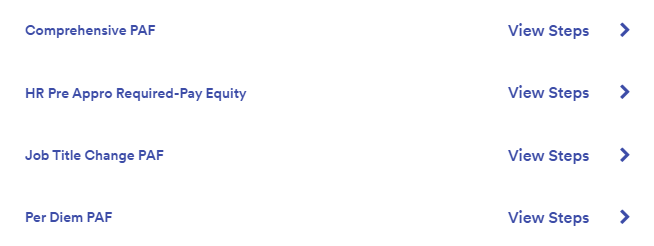 Comprehensive PAF View Steps
HR Pre Appro Required-Pay Equity View Steps
Job Title Change PAF View Steps
Per Diem PAF View Steps